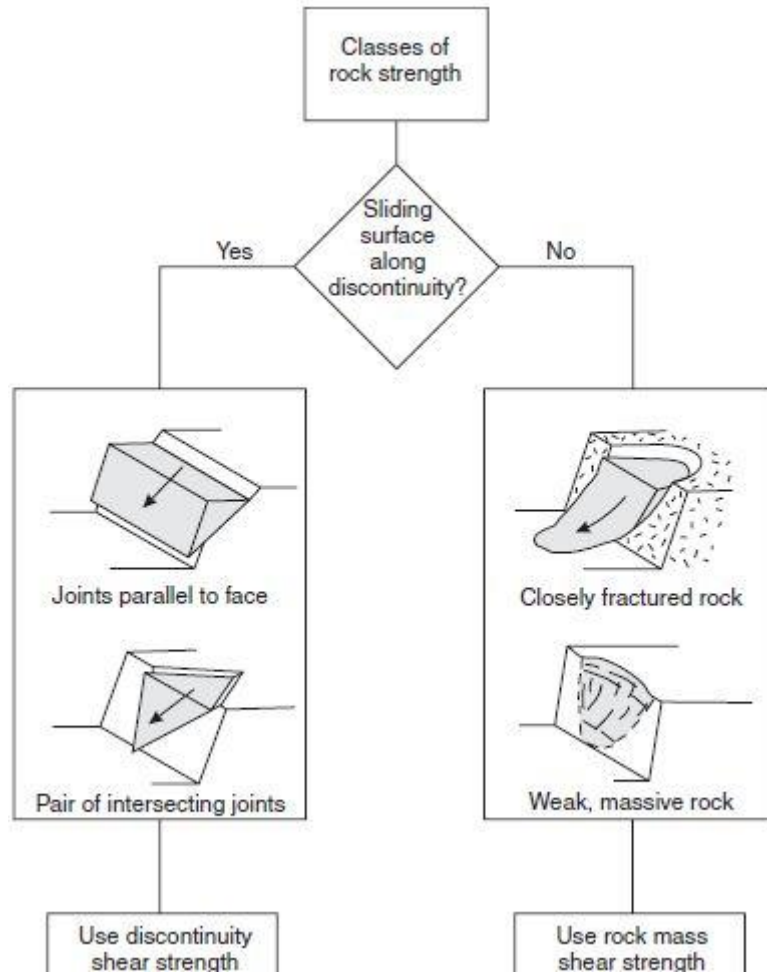 Classes of
rock strength
Sliding
surface
along
discontinuity?
Yes
No
Joints parallel to face
Pair of intersecting joints
Closely fractured rock
Weak, massive rock
Use discontinuity
shear strength
Use rock mass
shear strength